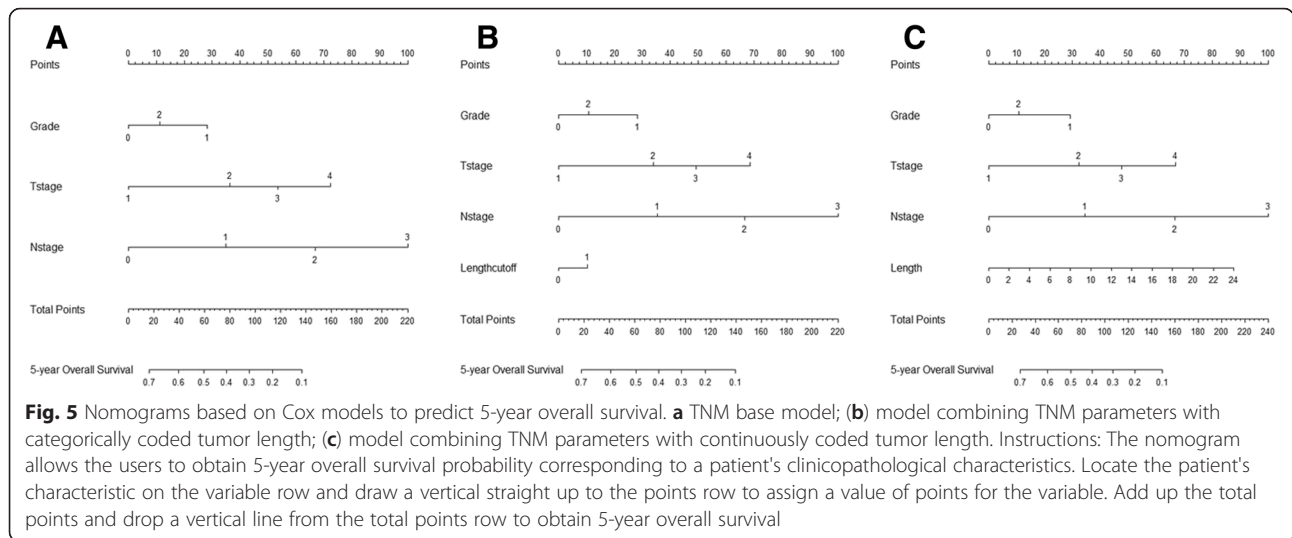 A
Points
0 10 20 30 40 50 60 70 80 90 100
Grade
2
0 1
Tstage
2 4
1 3
Nstage
1 3
0 2
Total Points
0 20 40 60 80 100 120 140 160 180 200 220
5-year Overall Survival
0.7 0.6 0.5 0.4 0.3 0.2 0.1
B
Points
0 10 20 30 40 50 60 70 80 90 100
Grade
2
0 1
Tstage
2 4
1 3
Nstage
1 3
0 2
Lengthcutoff
1
0
Total Points
0 20 40 60 80 100 120 140 160 180 200 220
5-year Overall Survival
0.7 0.6 0.5 0.4 0.3 0.2 0.1
C
Points
0 10 20 30 40 50 60 70 80 90 100
Grade
2
0 1
Tstage
2 4
1 3
Nstage
1 3
0 2
Length
0 2 4 6 8 10 12 14 16 18 20 22 24
Total Points
0 20 40 60 80 100 120 140 160 180 200 220 240
5-year Overall Survival
0.7 0.6 0.5 0.4 0.3 0.2 0.1
Fig. 5 Nomograms based on Cox models to predict 5-year overall survival. a TNM base model; (b) model combining TNM parameters with
categorically coded tumor length; (c) model combining TNM parameters with continuously coded tumor length. Instructions: The nomogram
allows the users to obtain 5-year overall survival probability corresponding to a patient's clinicopathological characteristics. Locate the patient's
characteristic on the variable row and draw a vertical straight up to the points row to assign a value of points for the variable. Add up the total
points and drop a vertical line from the total points row to obtain 5-year overall survival